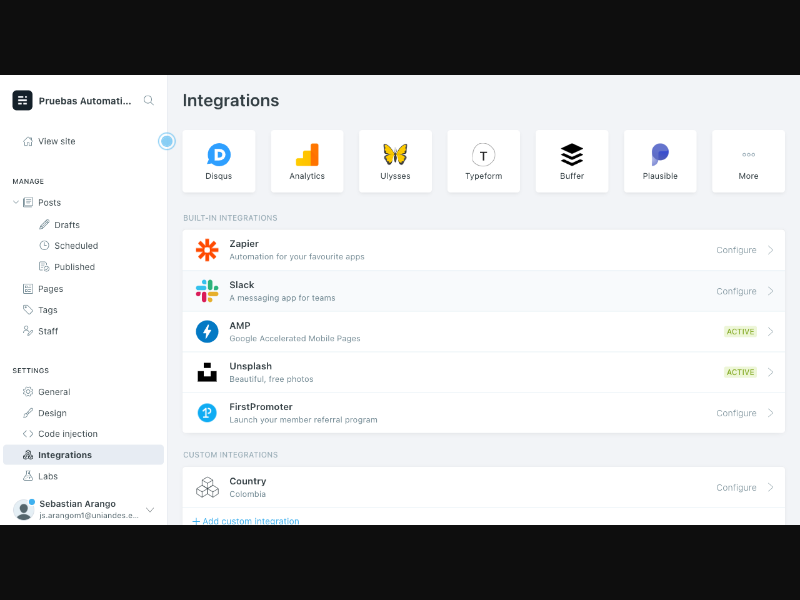 Pruebas Automati...
View site
MANAGE
Posts
Drafts
Scheduled
Published
Pages
Tags
Staff
SETTINGS
General
Design
Code injection
Integrations
Labs
Sebastian Arango
js.arangom1@uniandes.e...
Integrations
Disqus
Analytics
Ulysses
T
Typeform
Buffer
Plausible
More
BUILT-IN INTEGRATIONS
Zapier
Automation for your favourite apps
Configure
Slack
A messaging app for teams
Configure
AMP
Google Accelerated Mobile Pages
ACTIVE
Unsplash
Beautiful, free photos
ACTIVE
FirstPromoter
Launch your member referral program
Configure
CUSTOM INTEGRATIONS
Country
Colombia
Configure
+ Add custom integration